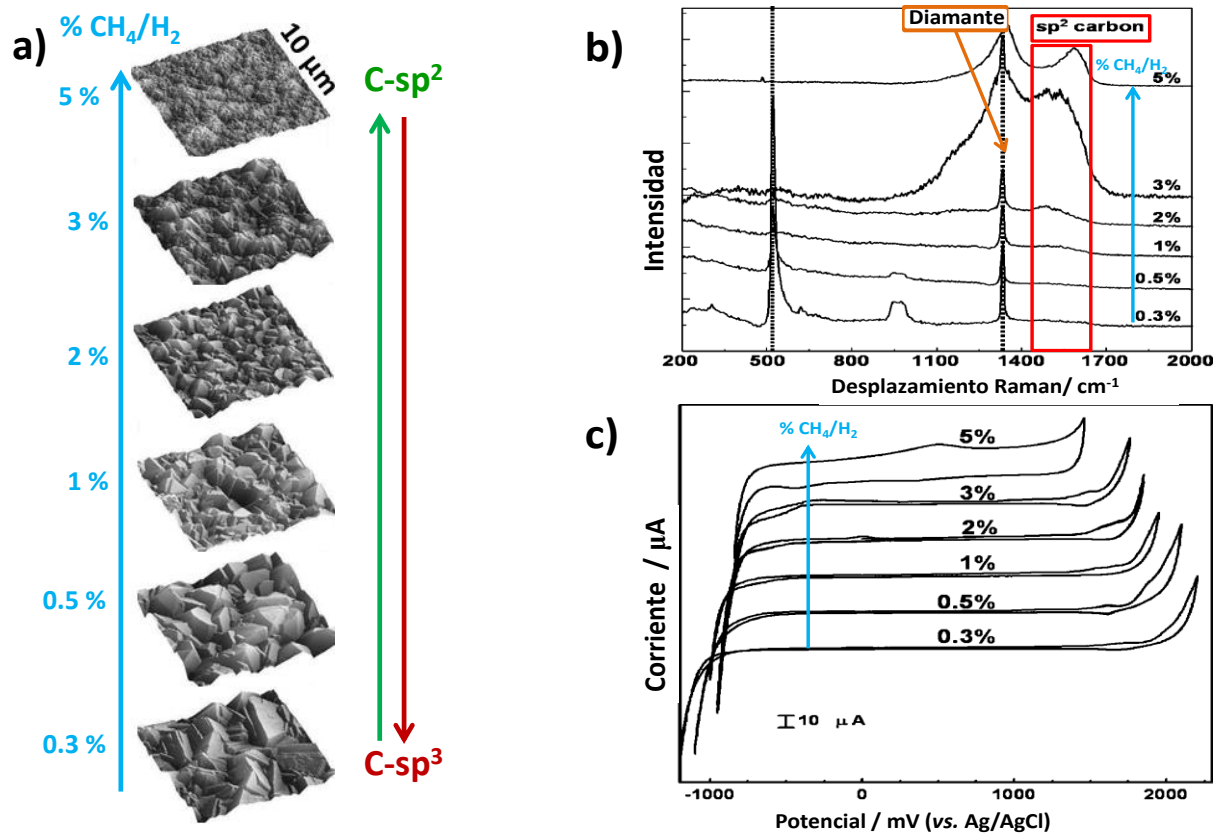 a)
% CH4/H2
10 µm
5 %
C-sp²
3 %
2 %
1 %
0.5 %
0.3 %
C-sp³
b)
Diamante
sp² carbon
% CH4/H2
5%
3%
2%
1%
0.5%
0.3%
Intensidad
200 500 800 1100 1400 1700 2000
Desplazamiento Raman/ cm⁻¹
c)
% CH4/H2
5%
3%
2%
1%
0.5%
0.3%
10 µA
Corriente / µA
-1000 0 1000 2000
Potencial / mV (vs. Ag/AgCl)